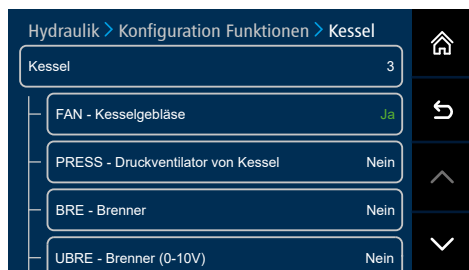 Hydraulik > Konfiguration Funktionen > Kessel
Kessel 3
FAN - Kesselgebläse Ja
PRESS - Druckventilator von Kessel Nein
BRE - Brenner Nein
UBRE - Brenner (0-10V) Nein